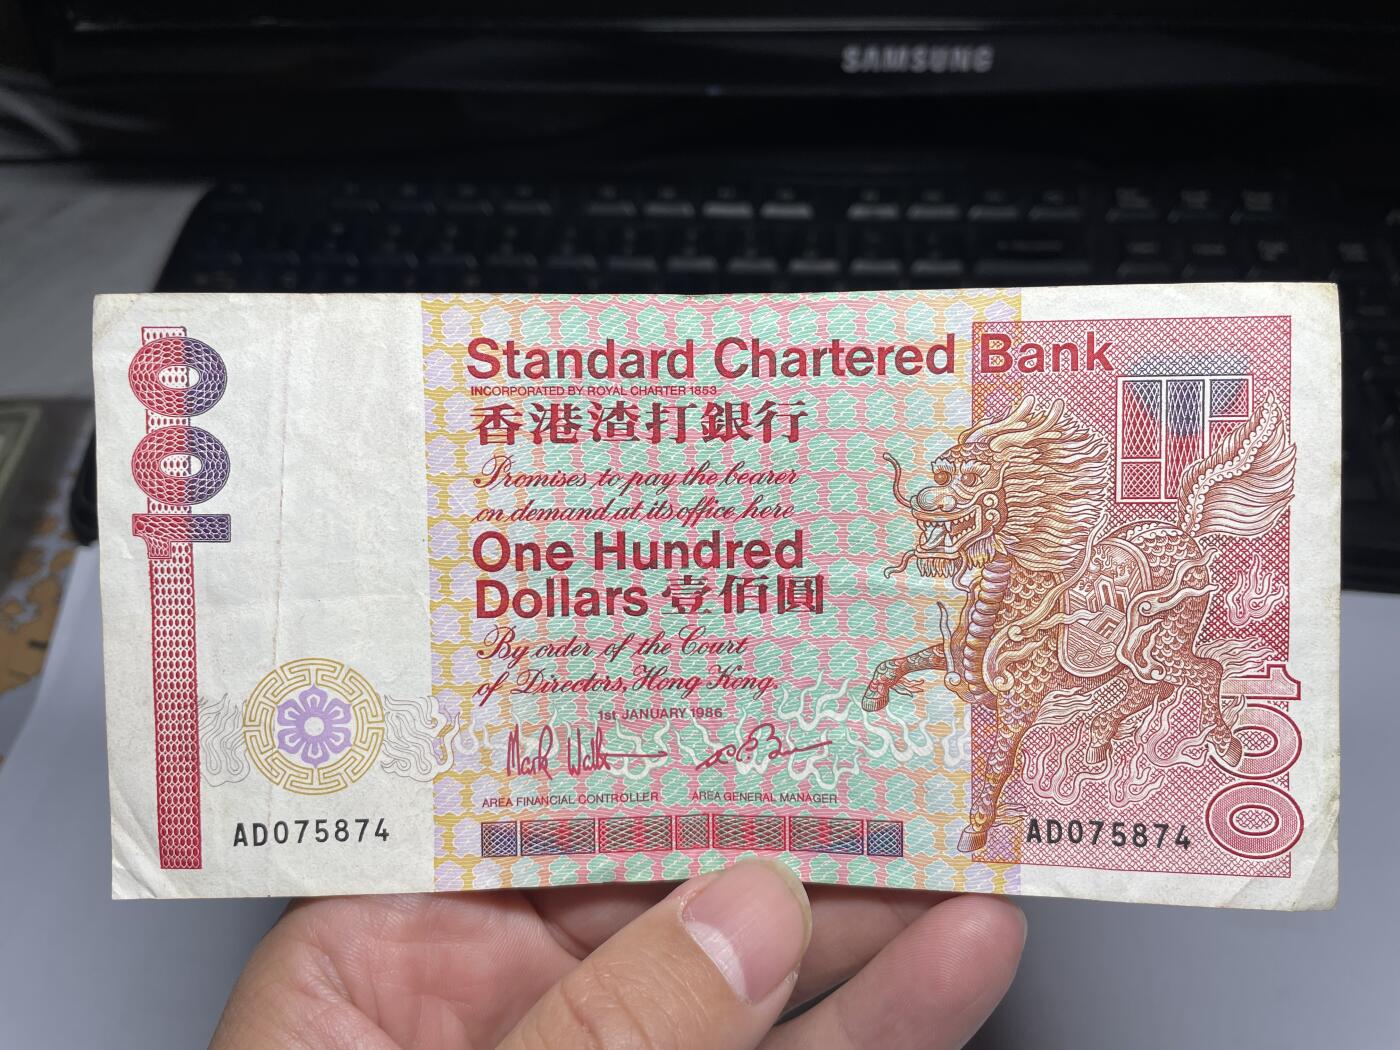 SAMSUNG
100
Standard Chartered Bank
INCORPORATED BY ROYAL CHARTER 1853
香港渣打銀行
Promises to pay the bearer
on demand at its office here
One Hundred
Dollars 壹佰圓
By order of the Court
of Directors, Hong Kong.
1st JANUARY 1986
AREA FINANCIAL CONTROLLER AREA GENERAL MANAGER
AD075874 AD075874
100